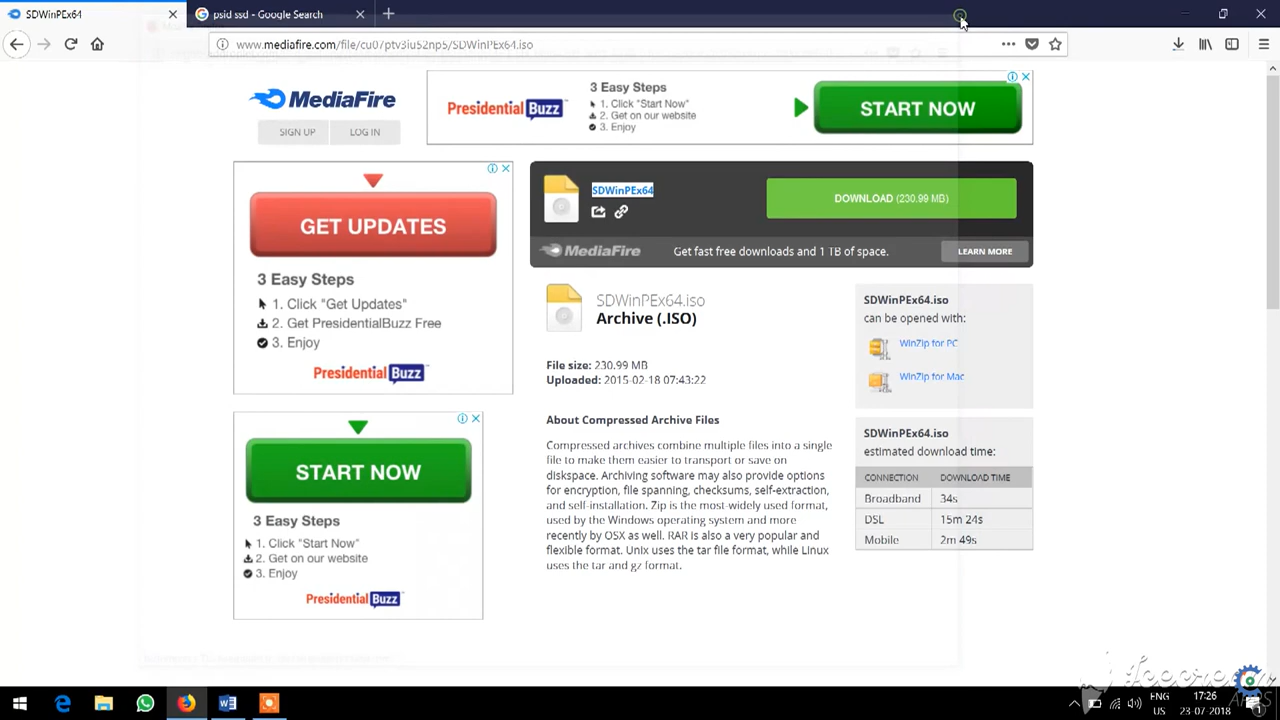 SDWinPEx64
psid ssd - Google Search
www.mediafire.com/file/cu07ptv3iu52np5/SDWinPEx64.iso
MediaFire
SIGN UP
LOG IN
PresidentialBuzz
3 Easy Steps
1. Click "Start Now"
2. Get on our website
3. Enjoy
START NOW
GET UPDATES
3 Easy Steps
1. Click "Get Updates"
2. Get PresidentialBuzz Free
3. Enjoy
PresidentialBuzz
START NOW
3 Easy Steps
1. Click "Start Now"
2. Get on our website
3. Enjoy
PresidentialBuzz
SDWinPEx64
DOWNLOAD (230.99 MB)
MediaFire
Get fast free downloads and 1 TB of space.
LEARN MORE
SDWinPEx64.iso
Archive (.ISO)
File size: 230.99 MB
Uploaded: 2015-02-18 07:43:22
About Compressed Archive Files
Compressed archives combine multiple files into a single
file to make them easier to transport or save on
diskspace. Archiving software may also provide options
for encryption, file spanning, checksums, self-extraction,
and self-installation. Zip is the most-widely used format,
used by the Windows operating system and more
recently by OSX as well. RAR is also a very popular and
flexible format. Unix uses the tar file format, while Linux
uses the tar and gz format.
SDWinPEx64.iso
can be opened with:
WinZip for PC
WinZip for Mac
SDWinPEx64.iso
estimated download time:
CONNECTION DOWNLOAD TIME
Broadband 34s
DSL 15m 24s
Mobile 2m 49s
ENG
US
17:26
23-07-2018